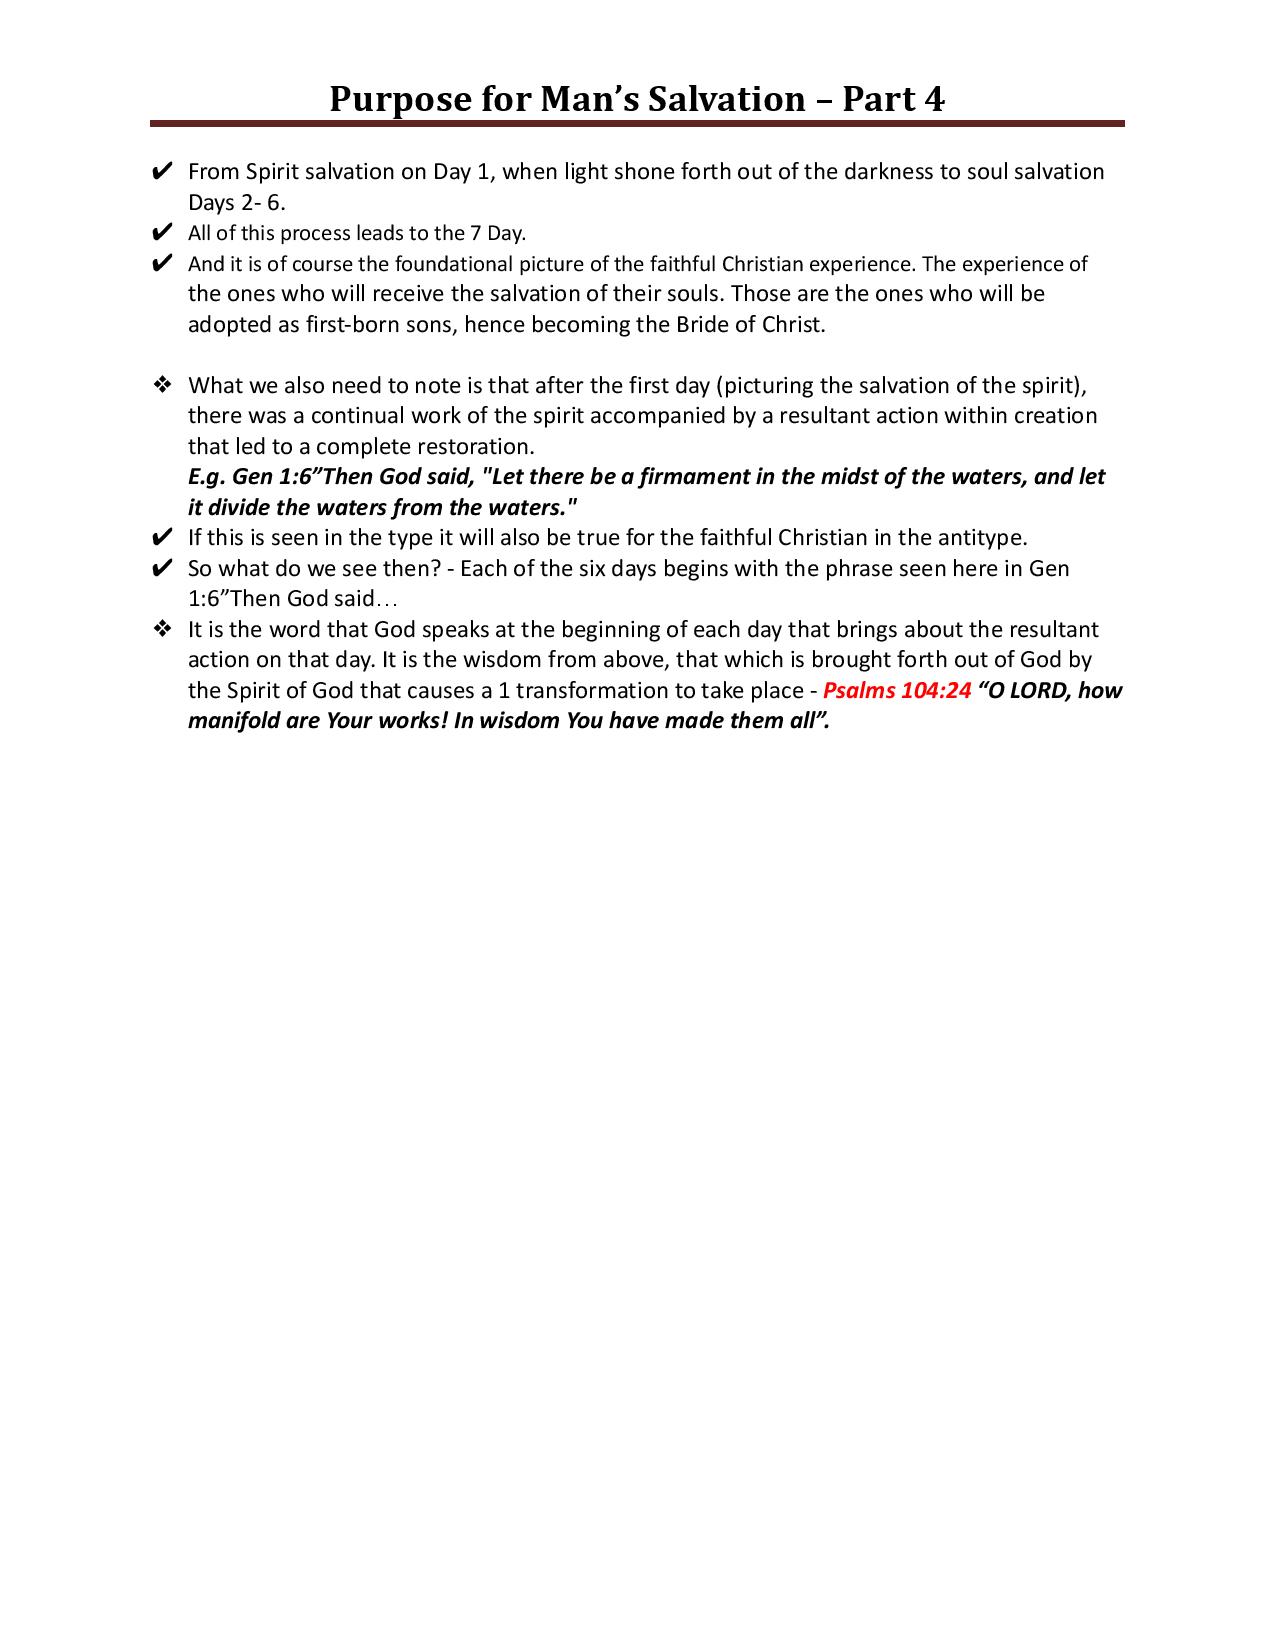 Purpose for Man’s Salvation – Part 4
✔ From Spirit salvation on Day 1, when light shone forth out of the darkness to soul salvation
Days 2- 6.
✔ All of this process leads to the 7 Day.
✔ And it is of course the foundational picture of the faithful Christian experience. The experience of
the ones who will receive the salvation of their souls. Those are the ones who will be
adopted as first-born sons, hence becoming the Bride of Christ.
❖ What we also need to note is that after the first day (picturing the salvation of the spirit),
there was a continual work of the spirit accompanied by a resultant action within creation
that led to a complete restoration.
E.g. Gen 1:6”Then God said, "Let there be a firmament in the midst of the waters, and let
it divide the waters from the waters."
✔ If this is seen in the type it will also be true for the faithful Christian in the antitype.
✔ So what do we see then? - Each of the six days begins with the phrase seen here in Gen
1:6”Then God said…
❖ It is the word that God speaks at the beginning of each day that brings about the resultant
action on that day. It is the wisdom from above, that which is brought forth out of God by
the Spirit of God that causes a 1 transformation to take place - Psalms 104:24 “O LORD, how
manifold are Your works! In wisdom You have made them all”.